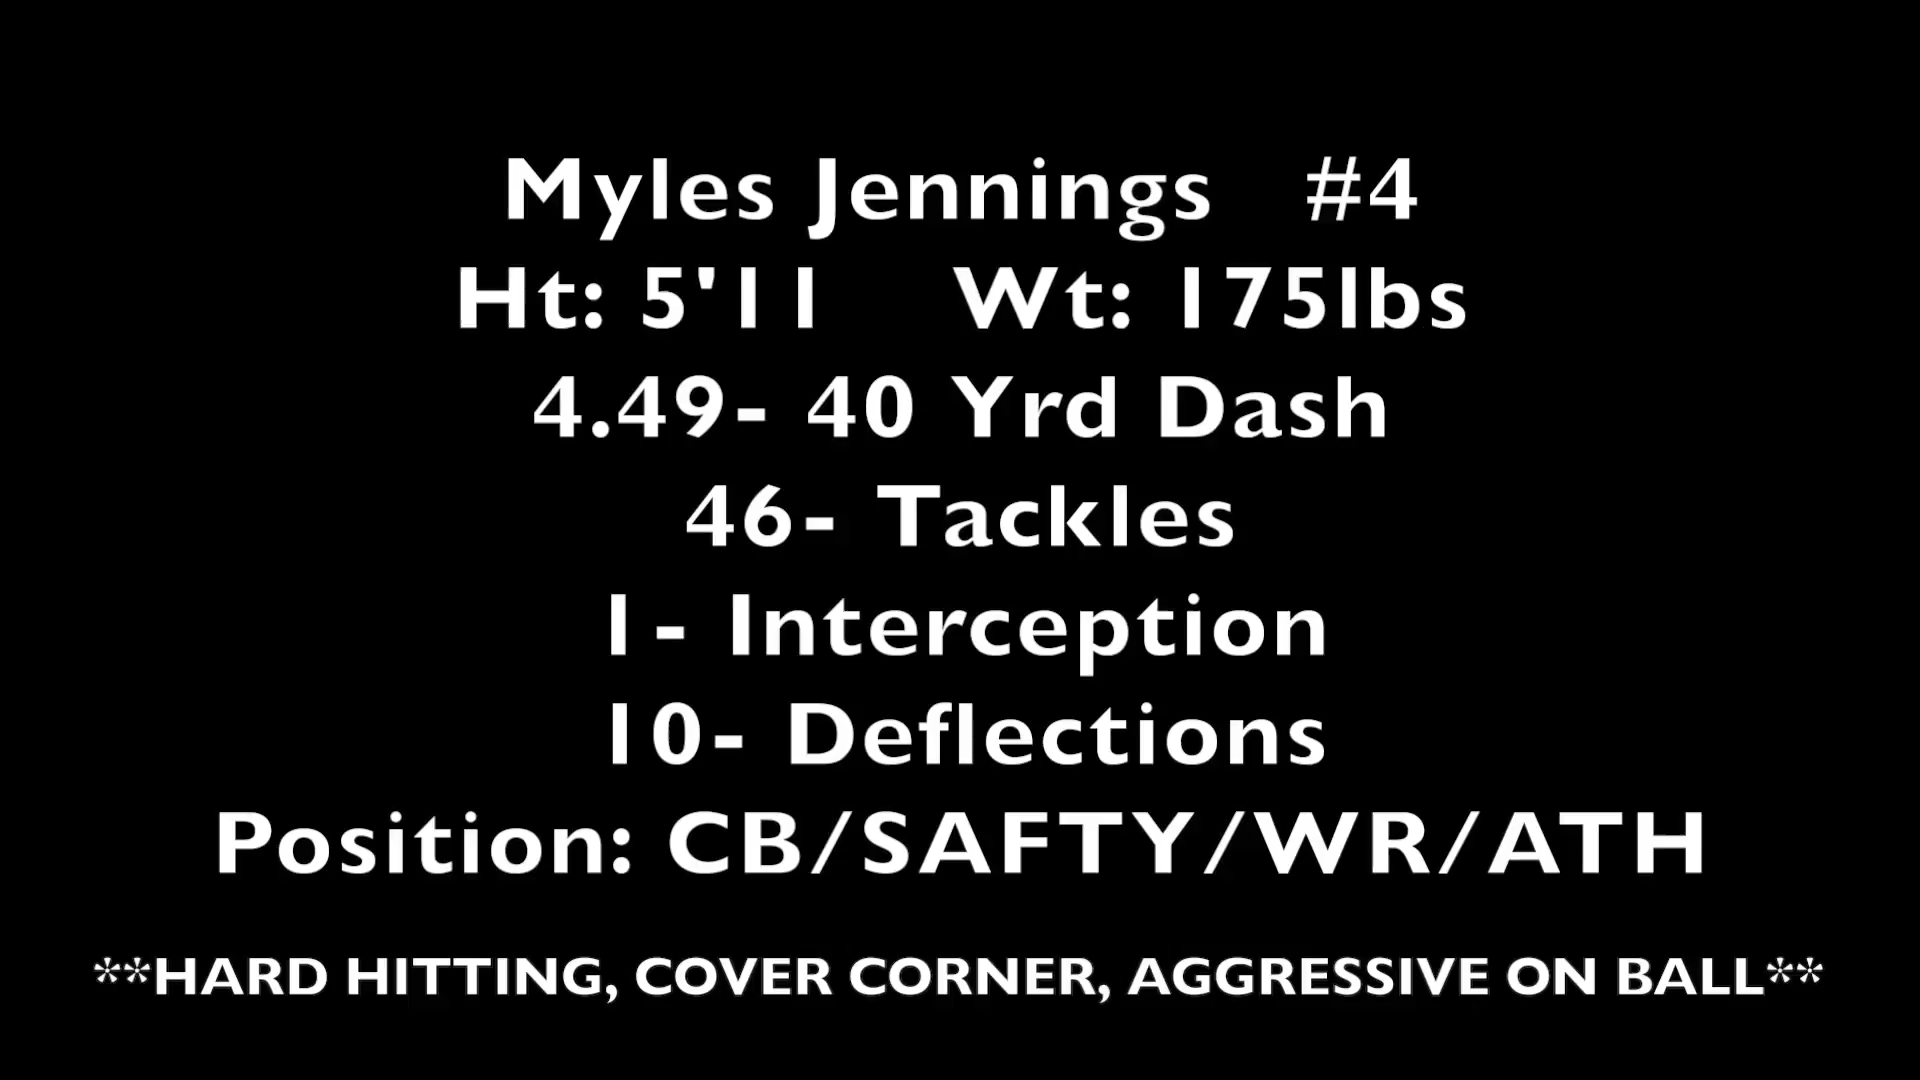 Myles Jennings #4
Ht: 5'11 Wt: 175lbs
4.49- 40 Yrd Dash
46- Tackles
1- Interception
10- Deflections
Position: CB/SAFTY/WR/ATH
**HARD HITTING, COVER CORNER, AGGRESSIVE ON BALL**